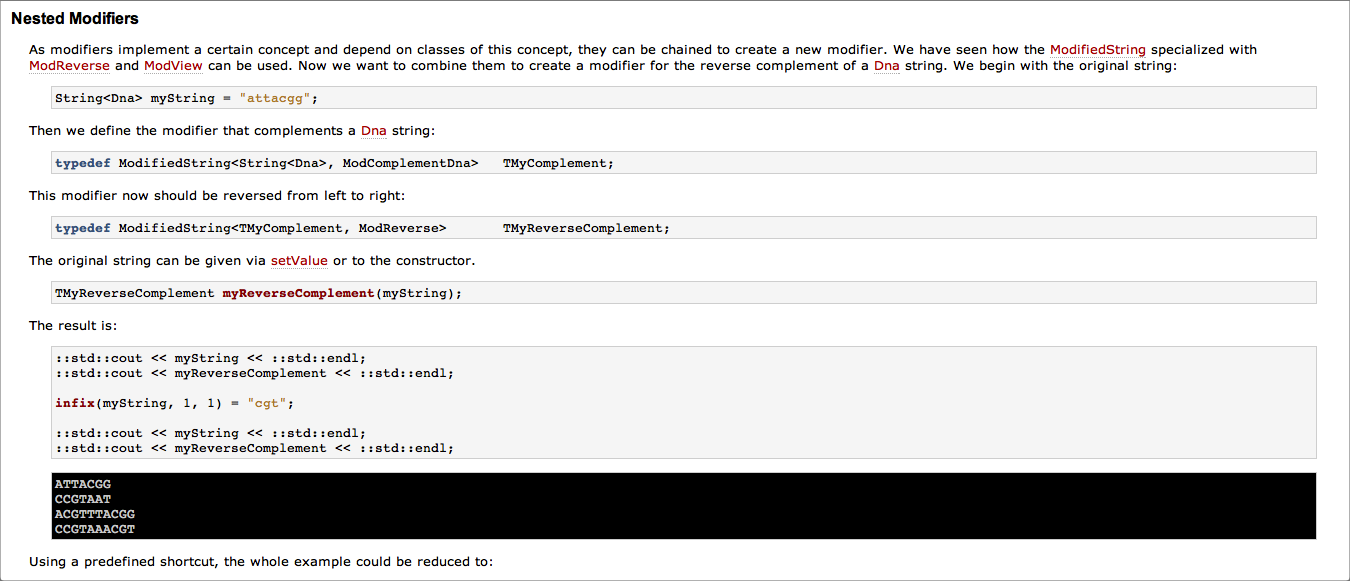 Nested Modifiers
As modifiers implement a certain concept and depend on classes of this concept, they can be chained to create a new modifier. We have seen how the ModifiedString specialized with
ModReverse and ModView can be used. Now we want to combine them to create a modifier for the reverse complement of a Dna string. We begin with the original string:
String<Dna> myString = "attacgg";
Then we define the modifier that complements a Dna string:
typedef ModifiedString<String<Dna>, ModComplementDna>   TMyComplement;
This modifier now should be reversed from left to right:
typedef ModifiedString<TMyComplement, ModReverse>       TMyReverseComplement;
The original string can be given via setValue or to the constructor.
TMyReverseComplement myReverseComplement(myString);
The result is:
::std::cout << myString << ::std::endl;
::std::cout << myReverseComplement << ::std::endl;
infix(myString, 1, 1) = "cgt";
::std::cout << myString << ::std::endl;
::std::cout << myReverseComplement << ::std::endl;
ATTACGG
CCGTAAT
ACGTTTACGG
CCGTAAACGT
Using a predefined shortcut, the whole example could be reduced to: